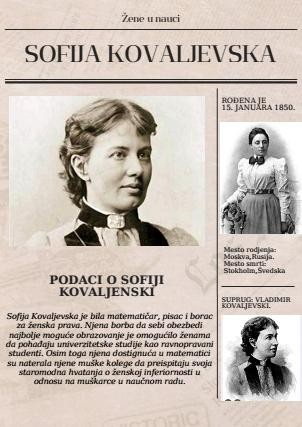 Žene u nauci
SOFIJA KOVALJEVSKA
ROĐENA JE
15. JANUARA 1850.
Mesto rodjenja:
Moskva,Rusija.
Mesto smrti:
Stokholm,Švedska
PODACI O SOFIJI
KOVALJENSKI
SUPRUG: VLADIMIR
KOVALJEVSKI.
Sofija Kovaljevska je bila matematičar, pisac i borac
za ženska prava. Njena borba da sebi obezbedi
najbolje moguće obrazovanje je omogućilo ženama
da pohađaju univerzitetske studije kao ravnopravani
studenti. Osim toga njena dostignuća u matematici
su naterala njene muške kolege da preispitaju svoja
staromodna hvatanja o ženskoj inferiornosti u
odnosu na muškarce u naučnom radu.